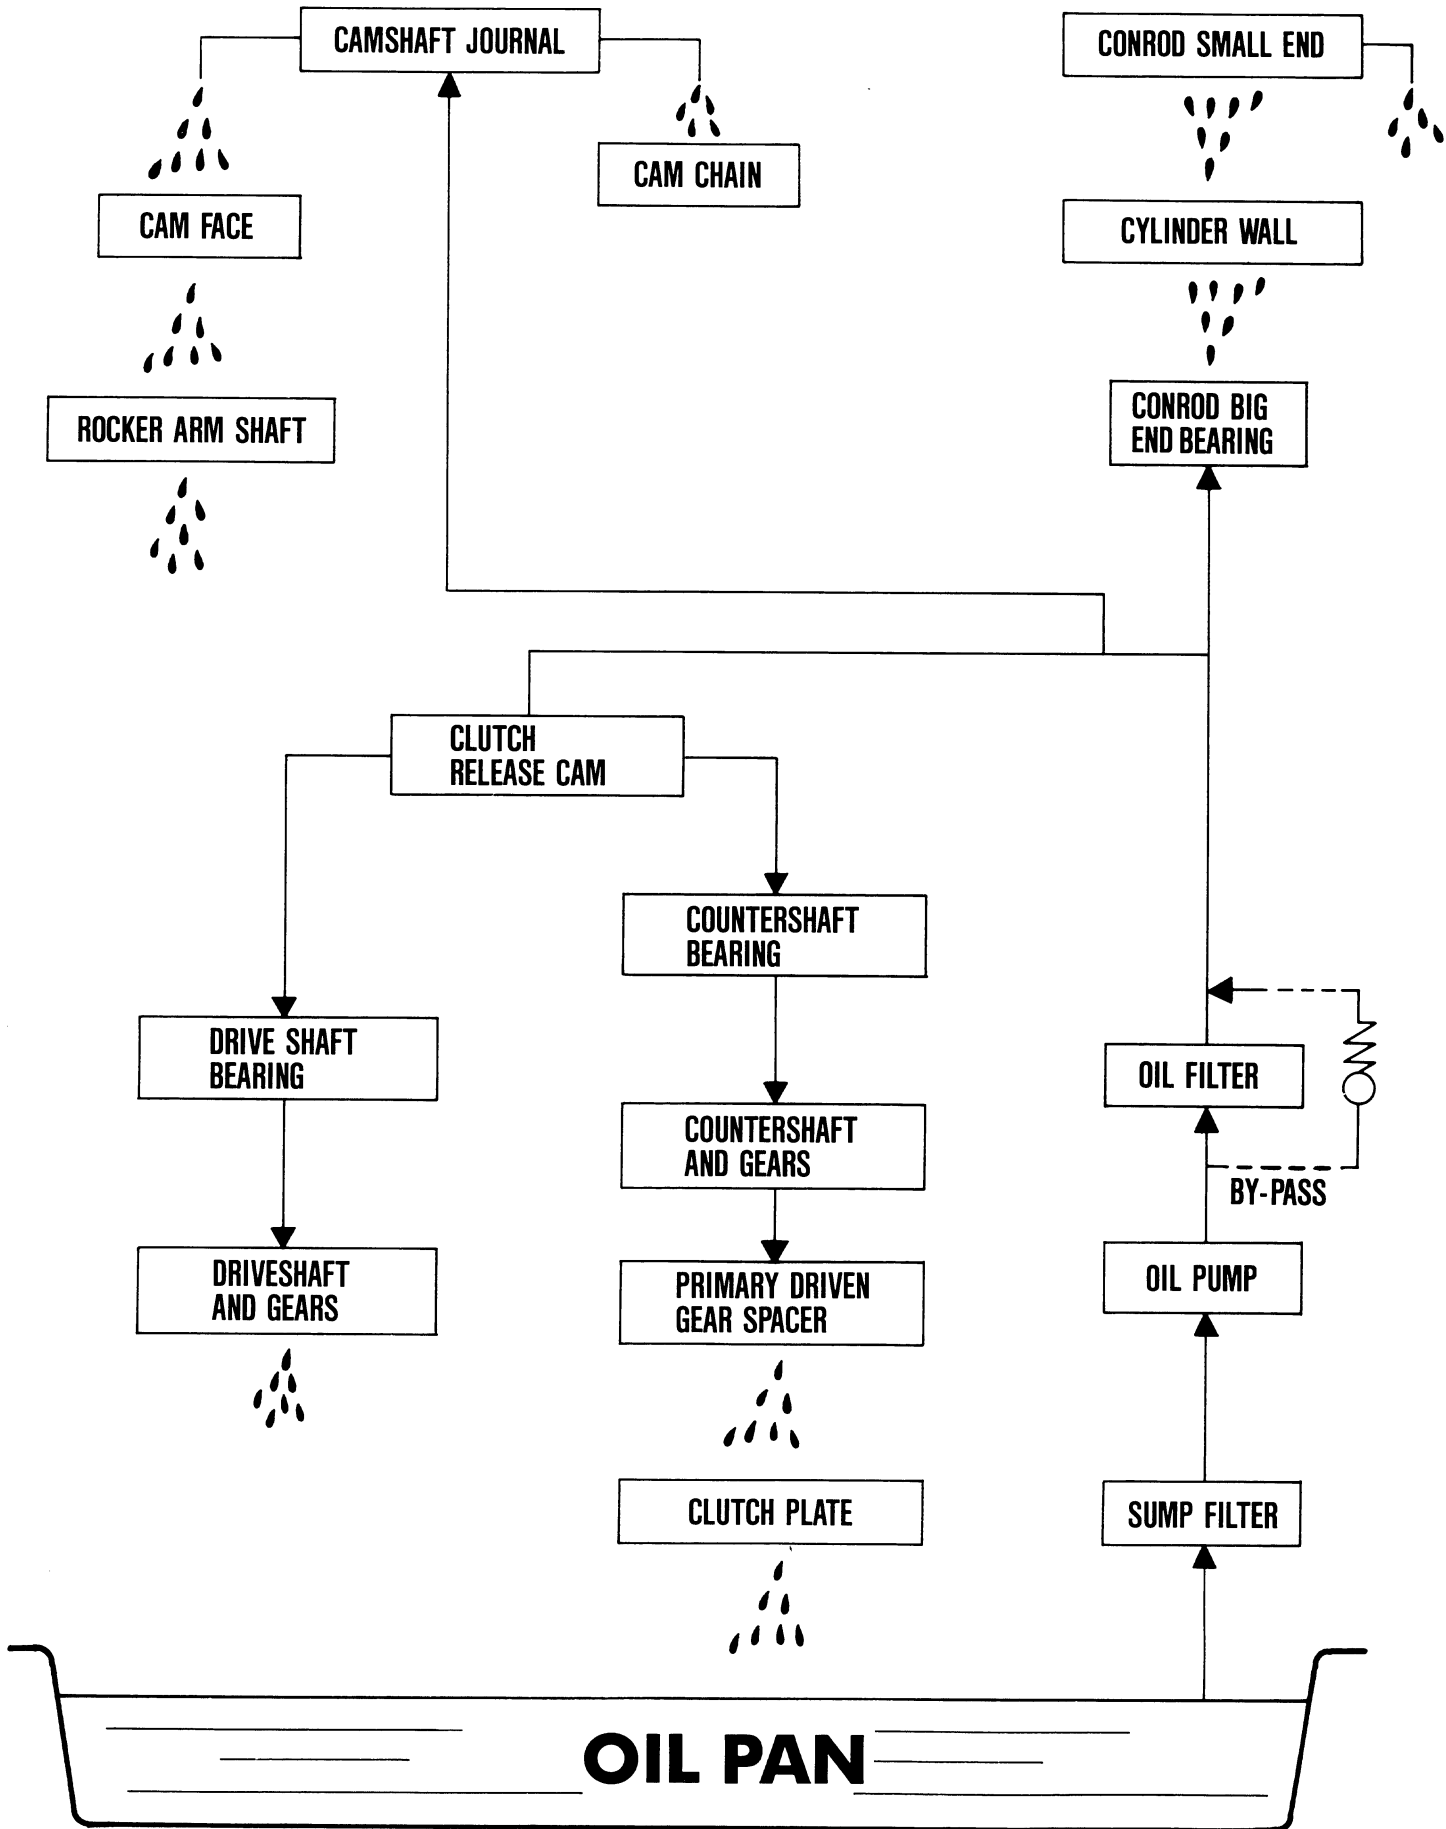 CAMSHAFT JOURNAL
CONROD SMALL END
CAM CHAIN
CAM FACE
CYLINDER WALL
ROCKER ARM SHAFT
CONROD BIG
END BEARING
CLUTCH
RELEASE CAM
COUNTERSHAFT
BEARING
DRIVE SHAFT
BEARING
OIL FILTER
COUNTERSHAFT
AND GEARS
BY-PASS
DRIVESHAFT
AND GEARS
PRIMARY DRIVEN
GEAR SPACER
OIL PUMP
CLUTCH PLATE
SUMP FILTER
OIL PAN